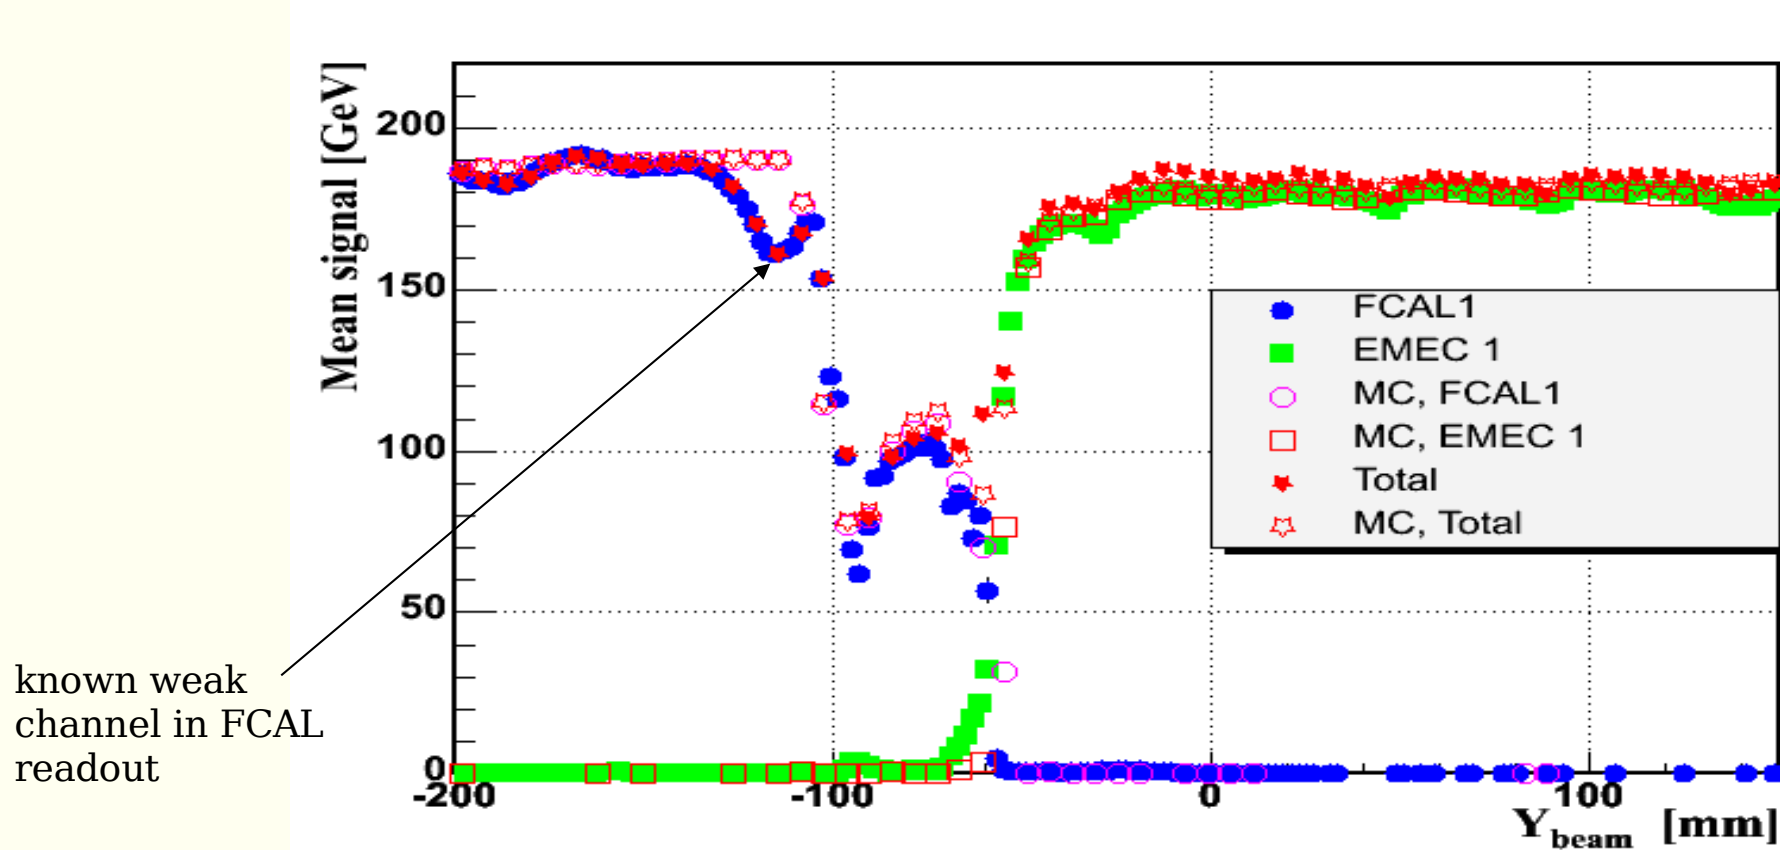 Mean signal [GeV]
200
150
100
50
0
-200
-100
0
100
Ybeam [mm]
FCAL1
EMEC 1
MC, FCAL1
MC, EMEC 1
Total
MC, Total
known weak
channel in FCAL
readout